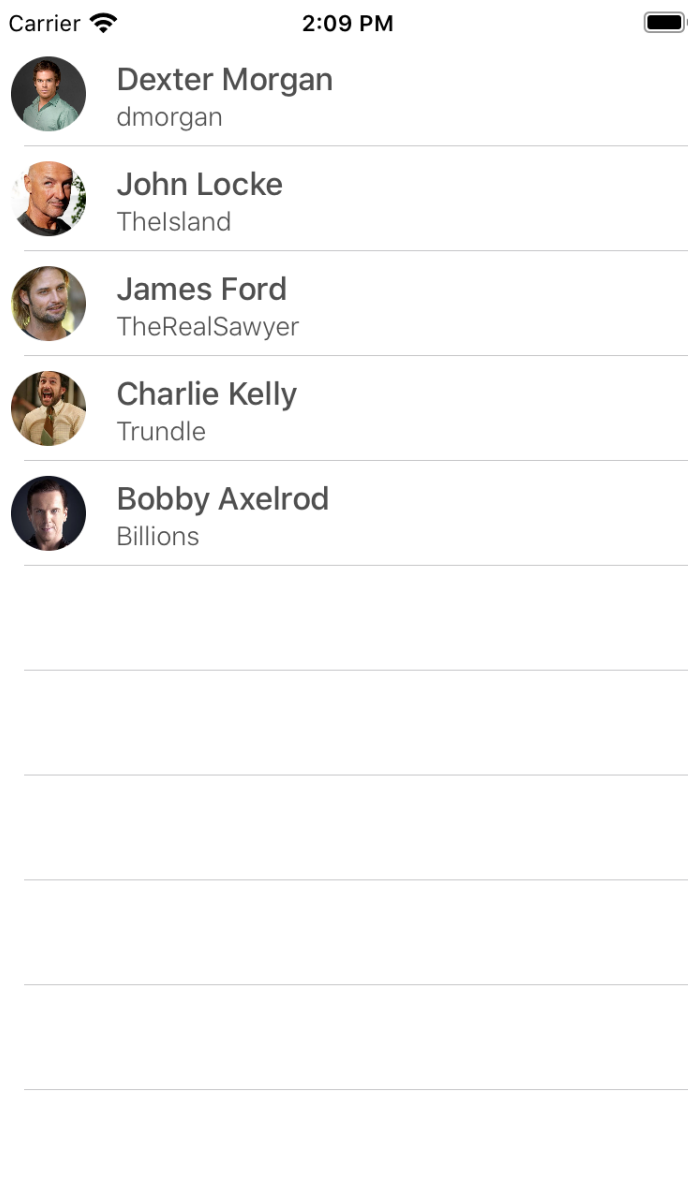 Carrier 2:09 PM
Dexter Morgan
dmorgan
John Locke
TheIsland
James Ford
TheRealSawyer
Charlie Kelly
Trundle
Bobby Axelrod
Billions